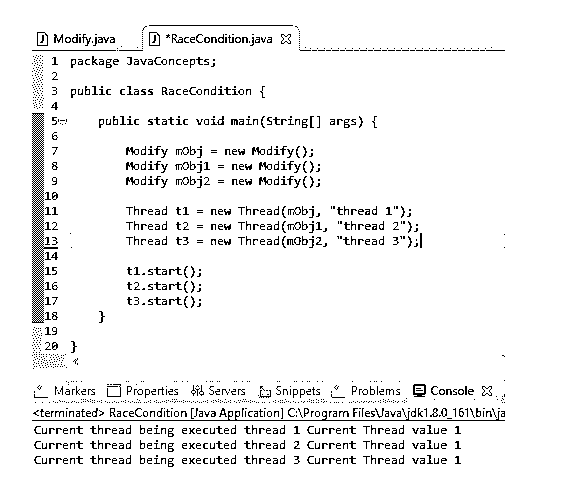 Modify.java *RaceCondition.java
1 package JavaConcepts;
2
3 public class RaceCondition {
4
5 public static void main(String[] args) {
6
7 Modify mObj = new Modify();
8 Modify mObj1 = new Modify();
9 Modify mObj2 = new Modify();
10
11 Thread t1 = new Thread(mObj, "thread 1");
12 Thread t2 = new Thread(mObj1, "thread 2");
13 Thread t3 = new Thread(mObj2, "thread 3");
14
15 t1.start();
16 t2.start();
17 t3.start();
18 }
19
20 }
Markers Properties Servers Snippets Problems Console
<terminated> RaceCondition [Java Application] C:\Program Files\Java\jdk1.8.0_161\bin\ja
Current thread being executed thread 1 Current Thread value 1
Current thread being executed thread 2 Current Thread value 1
Current thread being executed thread 3 Current Thread value 1